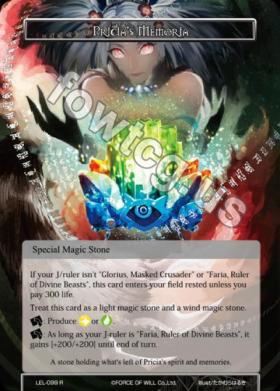 Pricia's Memoria
fowtcg.us
Special Magic Stone
If your J/ruler isn't "Glorius, Masked Crusader" or "Faria, Ruler
of Divine Beasts", this card enters your field rested unless you
pay 300 life.
Treat this card as a light magic stone and a wind magic stone.
: Produce or .
: As long as your J-ruler is "Faria, Ruler of Divine Beasts", it
gains [+200/+200] until end of turn.
A stone holding what's left of Pricia's spirit and memories.
LEL-098 R
©FORCE OF WILL Co.,Ltd.